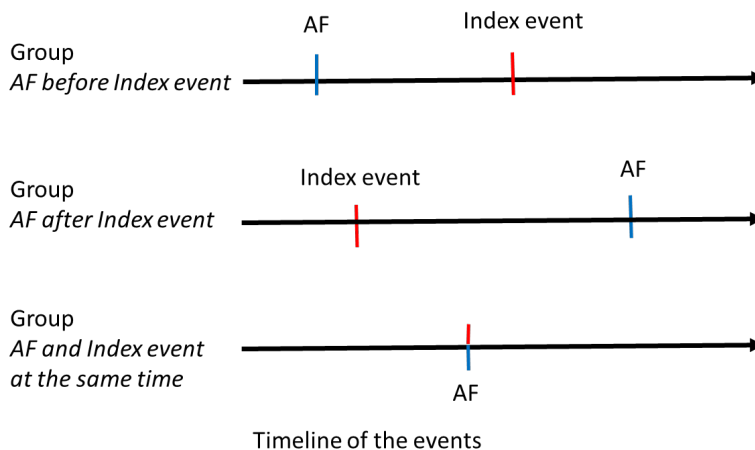 AF
Index event
Group
AF before Index event
Index event
AF
Group
AF after Index event
Group
AF and Index event
at the same time
AF
Timeline of the events